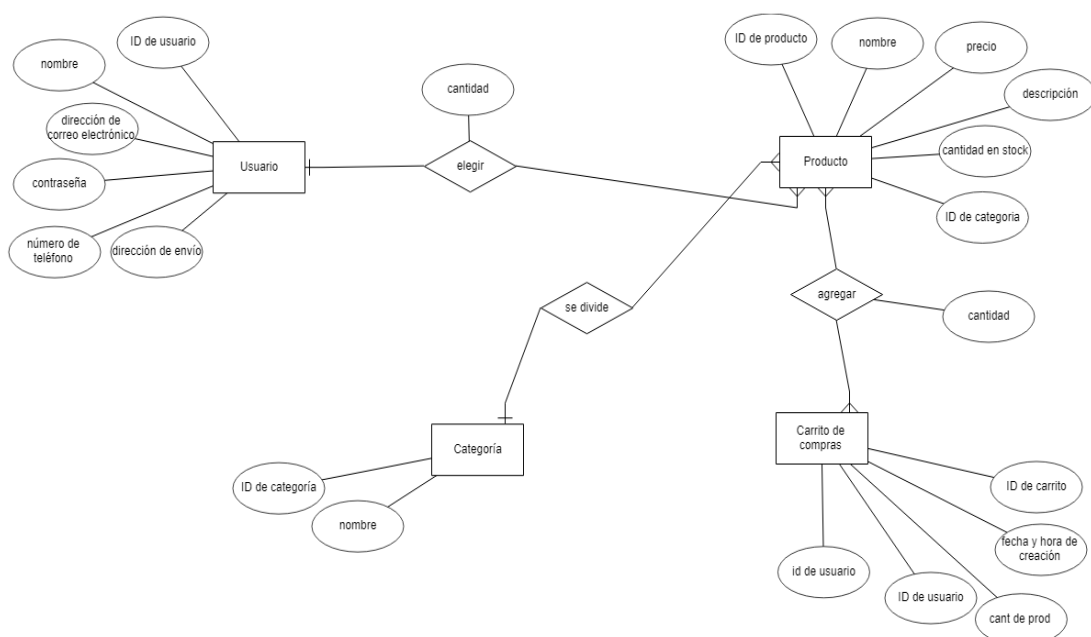 ID de usuario
nombre
dirección de
correo electrónico
contraseña
número de
teléfono
dirección de envío
Usuario
cantidad
elegir
ID de producto
nombre
precio
descripción
cantidad en stock
ID de categoria
Producto
se divide
agregar
cantidad
Categoría
ID de categoría
nombre
Carrito de
compras
ID de carrito
fecha y hora de
creación
id de usuario
ID de usuario
cant de prod